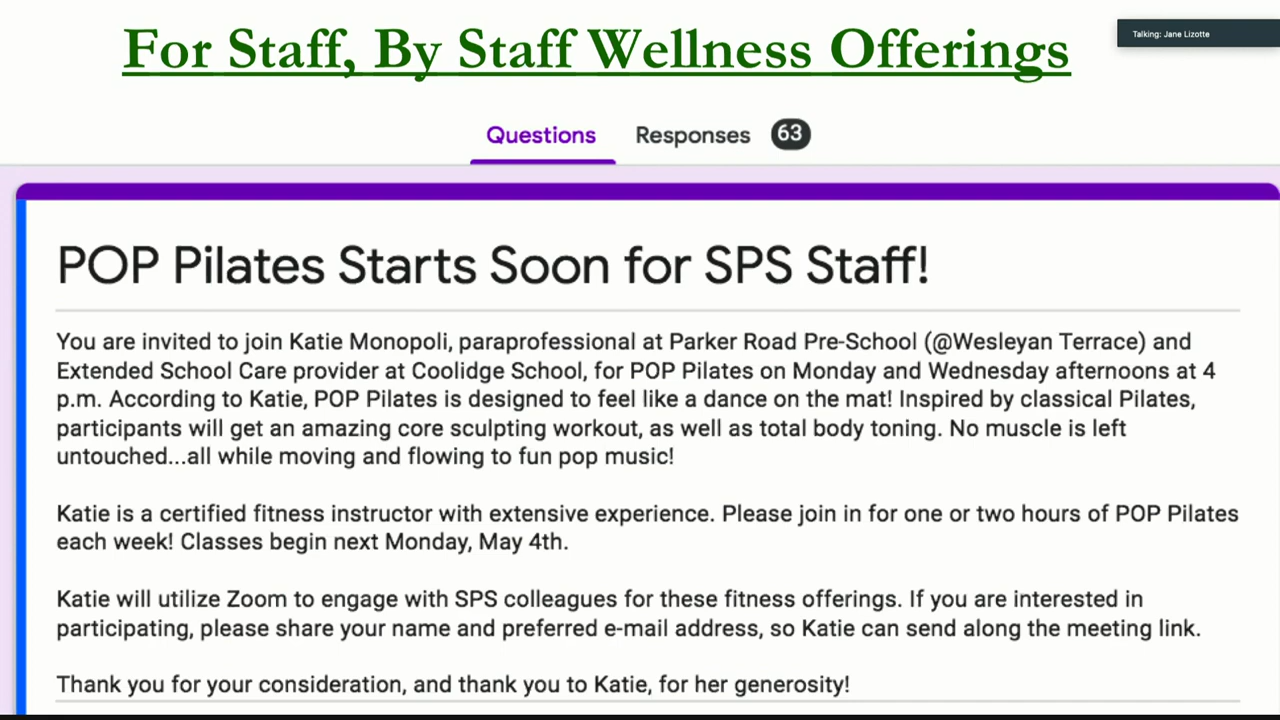 For Staff, By Staff Wellness Offerings
Talking: Jane Lizotte
Questions Responses 63
POP Pilates Starts Soon for SPS Staff!
You are invited to join Katie Monopoli, paraprofessional at Parker Road Pre-School (@Wesleyan Terrace) and
Extended School Care provider at Coolidge School, for POP Pilates on Monday and Wednesday afternoons at 4
p.m. According to Katie, POP Pilates is designed to feel like a dance on the mat! Inspired by classical Pilates,
participants will get an amazing core sculpting workout, as well as total body toning. No muscle is left
untouched...all while moving and flowing to fun pop music!
Katie is a certified fitness instructor with extensive experience. Please join in for one or two hours of POP Pilates
each week! Classes begin next Monday, May 4th.
Katie will utilize Zoom to engage with SPS colleagues for these fitness offerings. If you are interested in
participating, please share your name and preferred e-mail address, so Katie can send along the meeting link.
Thank you for your consideration, and thank you to Katie, for her generosity!